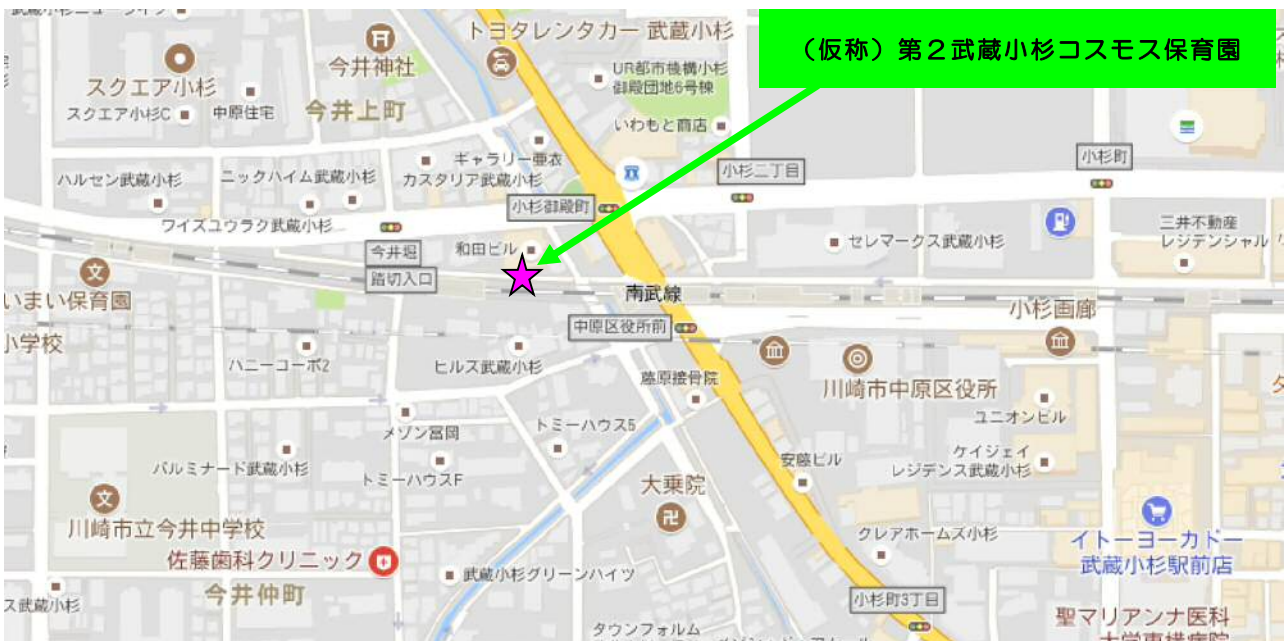 （仮称）第２武蔵小杉コスモス保育園
トヨタレンタカー 武蔵小杉
今井神社
UR都市機構小杉
御殿団地6号棟
スクエア小杉
スクエア小杉C
中原住宅
今井上町
いわもと商店
ギャラリー亜衣
カスタリア武蔵小杉
小杉二丁目
小杉町
ハルセン武蔵小杉
ニックハイム武蔵小杉
小杉御殿町
ワイズユウラク武蔵小杉
三井不動産
レジデンシャル
今井堀
和田ビル
セレマークス武蔵小杉
踏切入口
いまい保育園
南武線
小杉画廊
中原区役所前
小学校
ハニーコーポ2
ヒルズ武蔵小杉
藤原接骨院
川崎市中原区役所
ユニオンビル
メゾン冨岡
トミーハウス5
パルミナード武蔵小杉
トミーハウスF
安藤ビル
ケイジェイ
レジデンス武蔵小杉
大乗院
川崎市立今井中学校
クレアホームズ小杉
イトーヨーカドー
武蔵小杉駅前店
佐藤歯科クリニック
武蔵小杉グリーンハイツ
今井仲町
ス武蔵小杉
小杉町3丁目
聖マリアンナ医科
大学東横病院
タウンフォルム